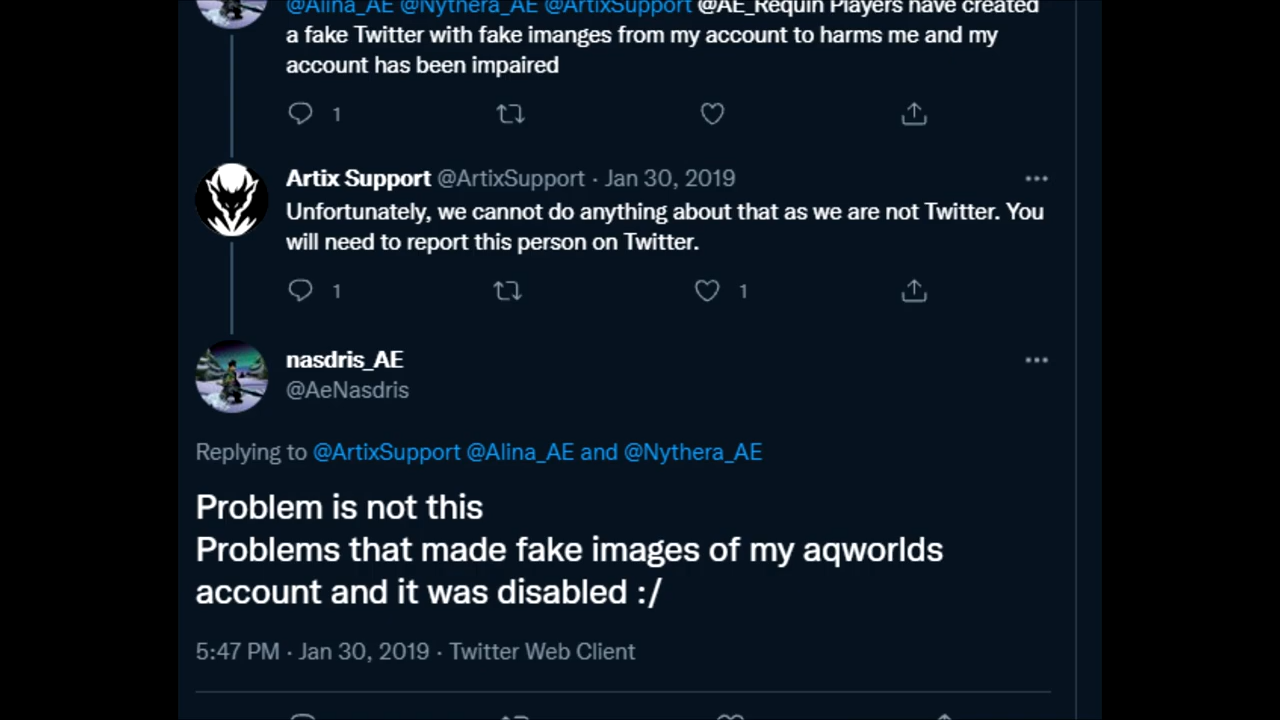 @Alina_AE @Nythera_AE @ArtixSupport @AE_Requin Players have created
a fake Twitter with fake imanges from my account to harms me and my
account has been impaired
1
Artix Support @ArtixSupport · Jan 30, 2019
Unfortunately, we cannot do anything about that as we are not Twitter. You
will need to report this person on Twitter.
1 1
nasdris_AE
@AeNasdris
Replying to @ArtixSupport @Alina_AE and @Nythera_AE
Problem is not this
Problems that made fake images of my aqworlds
account and it was disabled :/
5:47 PM · Jan 30, 2019 · Twitter Web Client